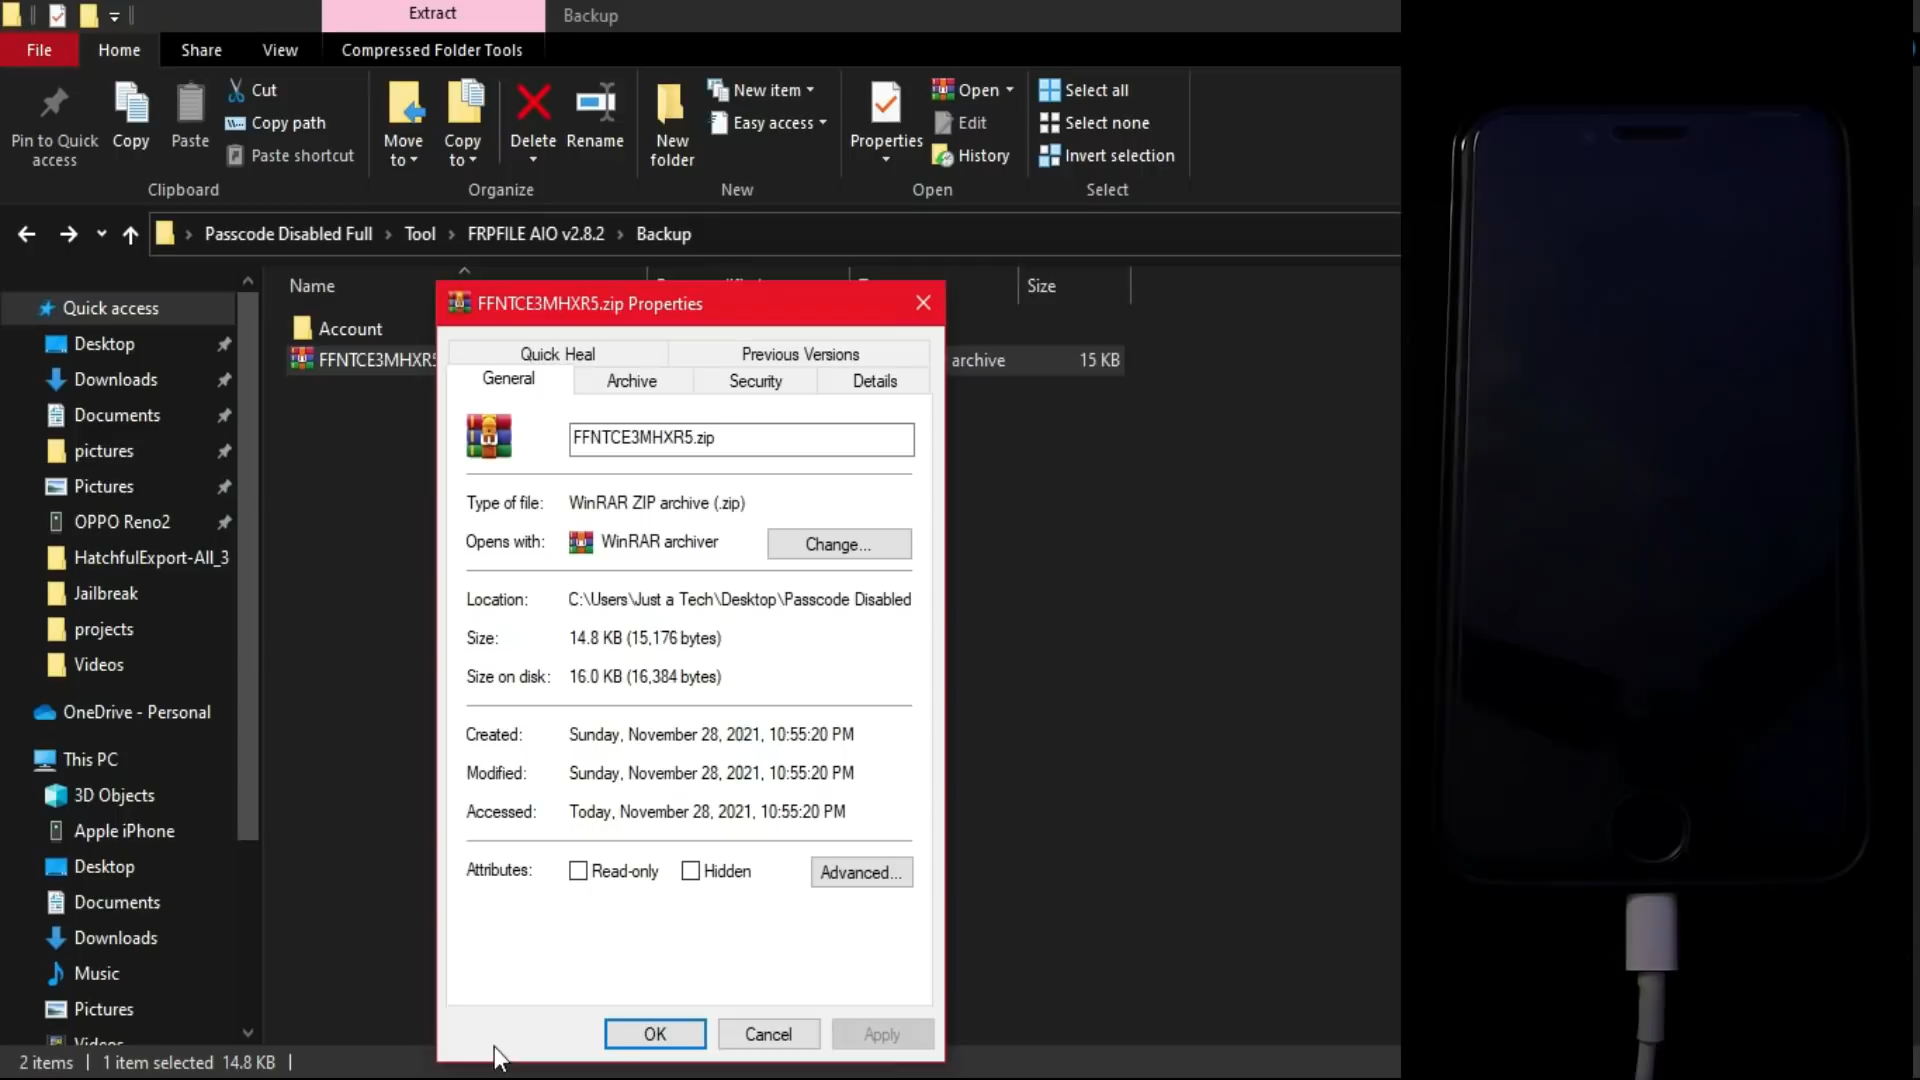 Extract
Backup
File
Home
Share
View
Compressed Folder Tools
Pin to Quick access
Copy
Paste
Cut
Copy path
Paste shortcut
Clipboard
Move to
Copy to
Delete
Rename
Organize
New folder
New item
Easy access
New
Properties
Open
Edit
History
Open
Select all
Select none
Invert selection
Select
Passcode Disabled Full > Tool > FRPFILE AIO v2.8.2 > Backup
Name
Size
Account
FFNTCE3MHXR5
archive
15 KB
Quick access
Desktop
Downloads
Documents
pictures
Pictures
OPPO Reno2
HatchfulExport-All_3
Jailbreak
projects
Videos
OneDrive - Personal
This PC
3D Objects
Apple iPhone
Desktop
Documents
Downloads
Music
Pictures
Videos
2 items
1 item selected 14.8 KB
FFNTCE3MHXR5.zip Properties
Quick Heal
Previous Versions
General
Archive
Security
Details
FFNTCE3MHXR5.zip
Type of file: WinRAR ZIP archive (.zip)
Opens with: WinRAR archiver
Change...
Location: C:\Users\Just a Tech\Desktop\Passcode Disabled
Size: 14.8 KB (15,176 bytes)
Size on disk: 16.0 KB (16,384 bytes)
Created: Sunday, November 28, 2021, 10:55:20 PM
Modified: Sunday, November 28, 2021, 10:55:20 PM
Accessed: Today, November 28, 2021, 10:55:20 PM
Attributes: Read-only Hidden
Advanced...
OK
Cancel
Apply